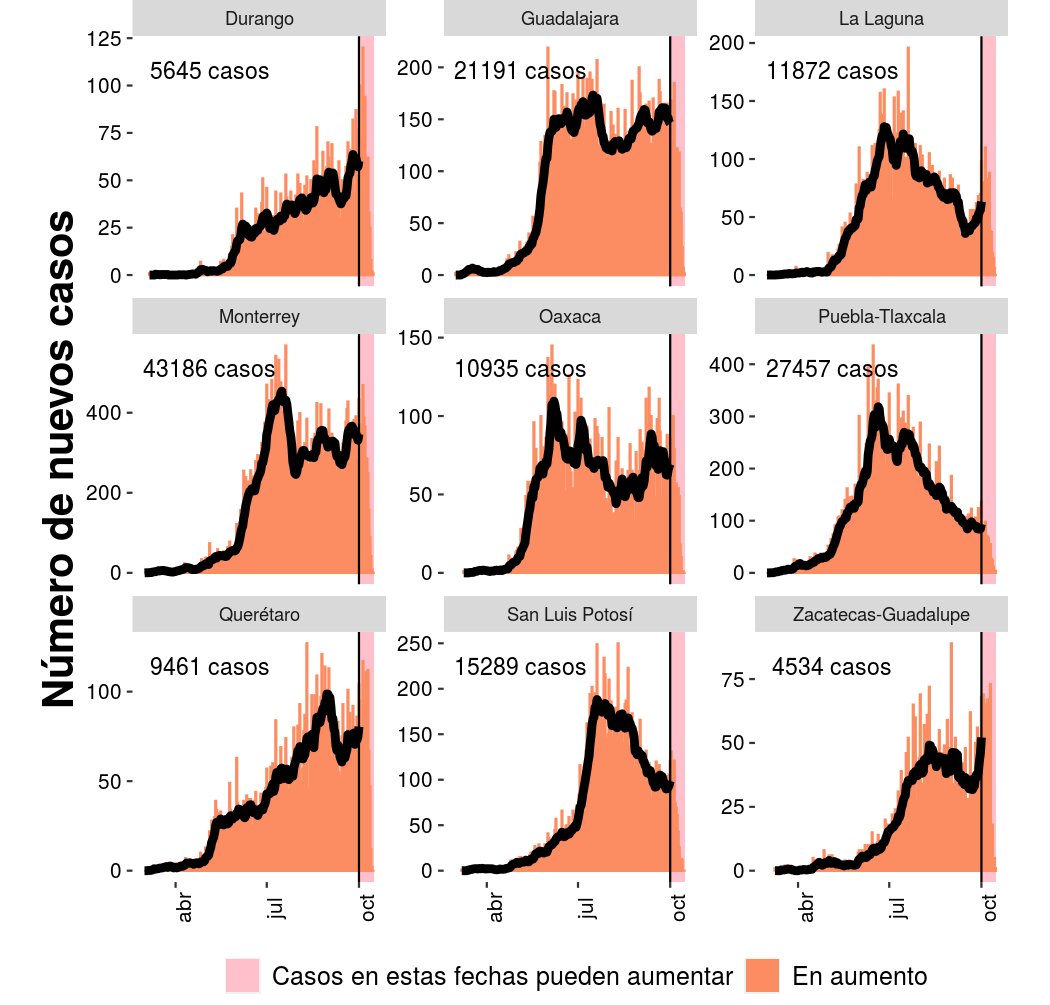 Número de nuevos casos
Durango
Guadalajara
La Laguna
125
100
75
50
25
0
5645 casos
200
150
100
50
0
21191 casos
200
150
100
50
0
11872 casos
Monterrey
Oaxaca
Puebla-Tlaxcala
400
200
0
43186 casos
150
100
50
0
10935 casos
400
300
200
100
0
27457 casos
Querétaro
San Luis Potosí
Zacatecas-Guadalupe
100
50
0
9461 casos
250
200
150
100
50
0
15289 casos
75
50
25
0
4534 casos
abr
jul
oct
abr
jul
oct
abr
jul
oct
Casos en estas fechas pueden aumentar
En aumento